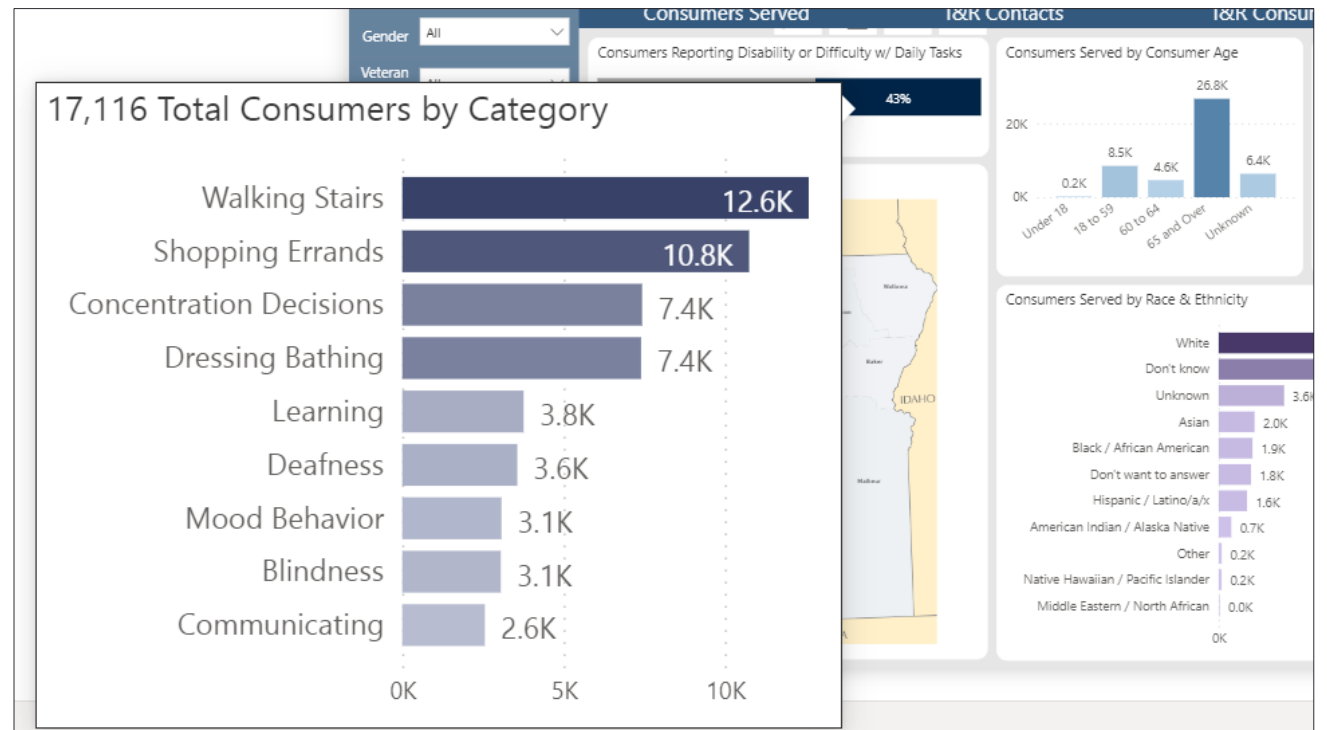 Consumers Served
I&R Contacts
I&R Consum
Gender
All
Veteran
Consumers Reporting Disability or Difficulty w/ Daily Tasks
43%
17,116 Total Consumers by Category
Walking Stairs
12.6K
Shopping Errands
10.8K
Concentration Decisions
7.4K
Dressing Bathing
7.4K
Learning
3.8K
Deafness
3.6K
Mood Behavior
3.1K
Blindness
3.1K
Communicating
2.6K
0K
5K
10K
Wallowa
Baker
IDAHO
Malheur
Consumers Served by Consumer Age
20K
0K
0.2K
8.5K
4.6K
26.8K
6.4K
Under 18
18 to 59
60 to 64
65 and Over
Unknown
Consumers Served by Race & Ethnicity
White
Don't know
Unknown
3.6K
Asian
2.0K
Black / African American
1.9K
Don't want to answer
1.8K
Hispanic / Latino/a/x
1.6K
American Indian / Alaska Native
0.7K
Other
0.2K
Native Hawaiian / Pacific Islander
0.2K
Middle Eastern / North African
0.0K
0K